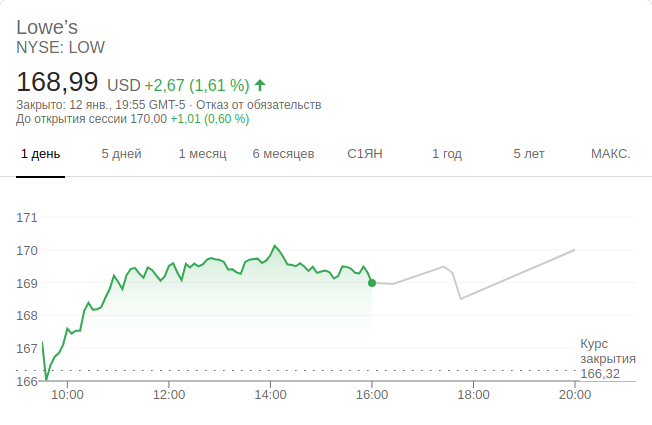 Lowe's
NYSE: LOW
168,99 USD +2,67 (1,61 %)
Закрыто: 12 янв., 19:55 GMT-5 · Отказ от обязательств
До открытия сессии 170,00 +1,01 (0,60 %)
1 день 5 дней 1 месяц 6 месяцев С1ЯН 1 год 5 лет МАКС.
171
170
169
168
167
166
Курс
закрытия
166,32
10:00 12:00 14:00 16:00 18:00 20:00